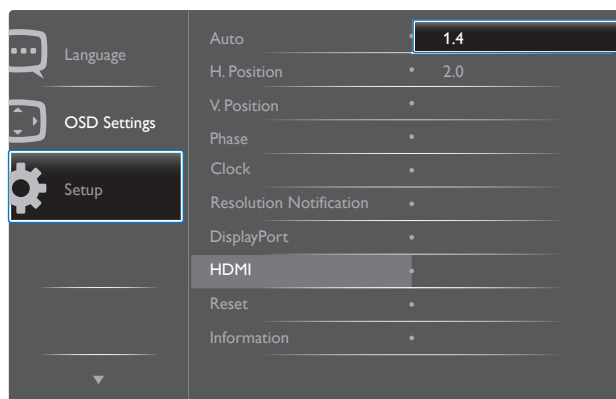 Language
OSD Settings
Setup
Auto
H. Position
V. Position
Phase
Clock
Resolution Notification
DisplayPort
HDMI
Reset
Information
1.4
2.0